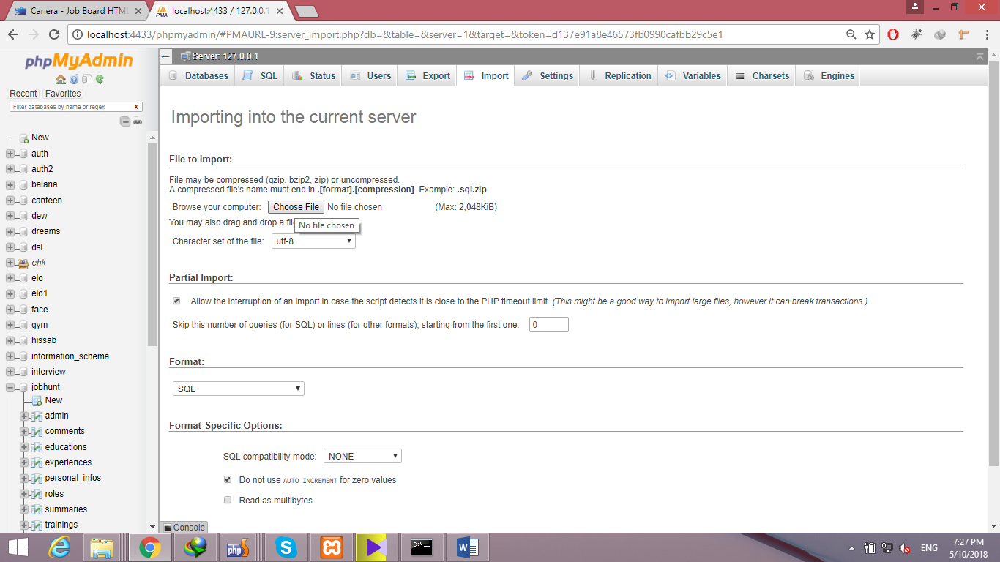 Cariera - Job Board HTM
localhost:4433 / 127.0.0.1
localhost:4433/phpmyadmin/#PMAURL-9:server_import.php?db=&table=&server=1&target=&token=d137e91a8e46573fb0990cafbb29c5e1
phpMyAdmin
Recent Favorites
Filter databases by name or regex X
New
auth
auth2
balana
canteen
dew
dreams
dsl
ehk
elo
elo1
face
gym
hissab
information_schema
interview
jobhunt
New
admin
comments
educations
experiences
personal_infos
roles
summaries
trainings
Server: 127.0.0.1
Databases SQL Status Users Export Import Settings Replication Variables Charsets Engines
Importing into the current server
File to Import:
File may be compressed (gzip, bzip2, zip) or uncompressed.
A compressed file's name must end in .[format].[compression]. Example: .sql.zip
Browse your computer: Choose File No file chosen (Max: 2,048KiB)
You may also drag and drop a file
No file chosen
Character set of the file: utf-8
Partial Import:
Allow the interruption of an import in case the script detects it is close to the PHP timeout limit. (This might be a good way to import large files, however it can break transactions.)
Skip this number of queries (for SQL) or lines (for other formats), starting from the first one: 0
Format:
SQL
Format-Specific Options:
SQL compatibility mode: NONE
Do not use AUTO_INCREMENT for zero values
Read as multibytes
Console
ENG
7:27 PM
5/10/2018